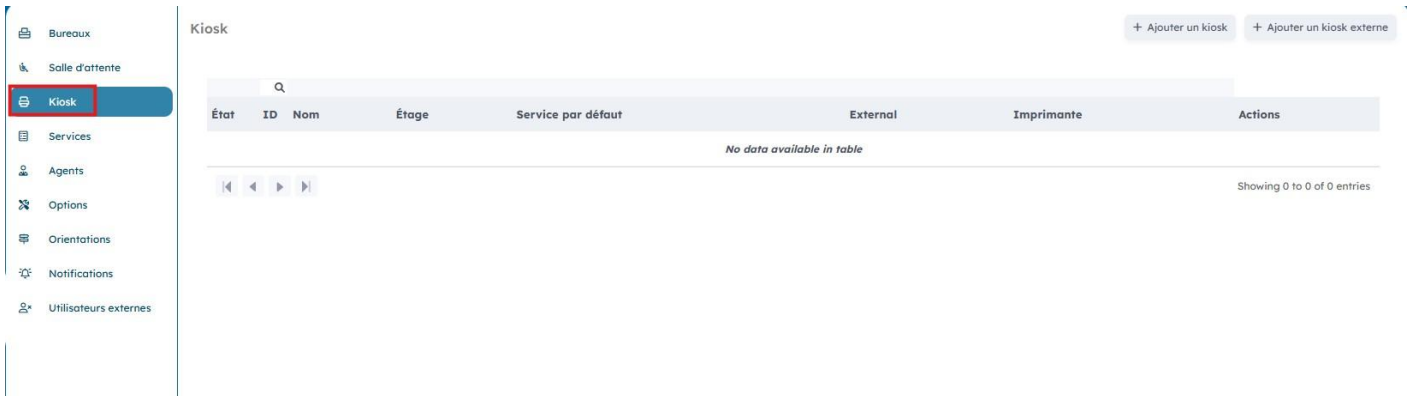 Bureaux
Salle d'attente
Kiosk
Services
Agents
Options
Orientations
Notifications
Utilisateurs externes
Kiosk
+ Ajouter un kiosk
+ Ajouter un kiosk externe
État ID Nom Étage Service par défaut External Imprimante Actions
No data available in table
Showing 0 to 0 of 0 entries